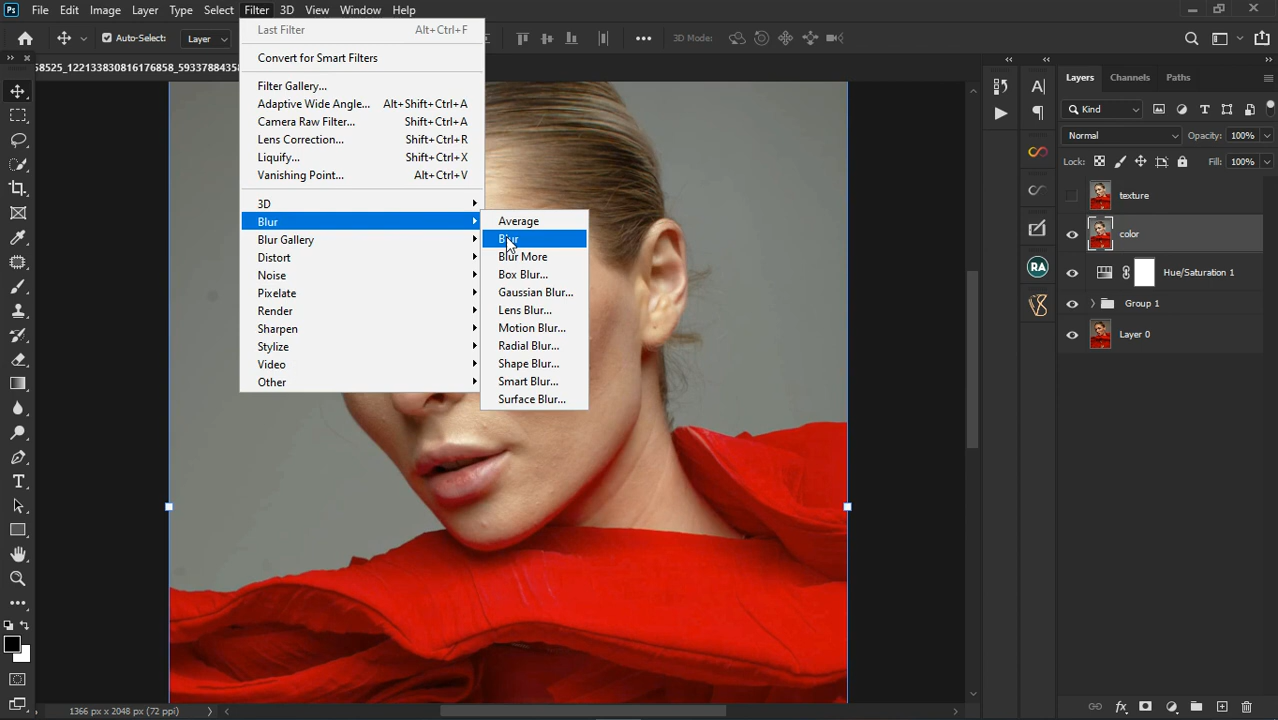 Ps File Edit Image Layer Type Select Filter 3D View Window Help
Auto-Select: Layer 3D Mode:
58525_122133830816176858_5933788435
Last Filter Alt+Ctrl+F
Convert for Smart Filters
Filter Gallery...
Adaptive Wide Angle... Alt+Shift+Ctrl+A
Camera Raw Filter... Shift+Ctrl+A
Lens Correction... Shift+Ctrl+R
Liquify... Shift+Ctrl+X
Vanishing Point... Alt+Ctrl+V
3D
Blur
Blur Gallery
Distort
Noise
Pixelate
Render
Sharpen
Stylize
Video
Other
Average
Blur
Blur More
Box Blur...
Gaussian Blur...
Lens Blur...
Motion Blur...
Radial Blur...
Shape Blur...
Smart Blur...
Surface Blur...
A
RA
Layers Channels Paths
Kind
Normal Opacity: 100%
Lock: Fill: 100%
texture
color
Hue/Saturation 1
Group 1
Layer 0
fx
1366 px x 2048 px (72 ppi)